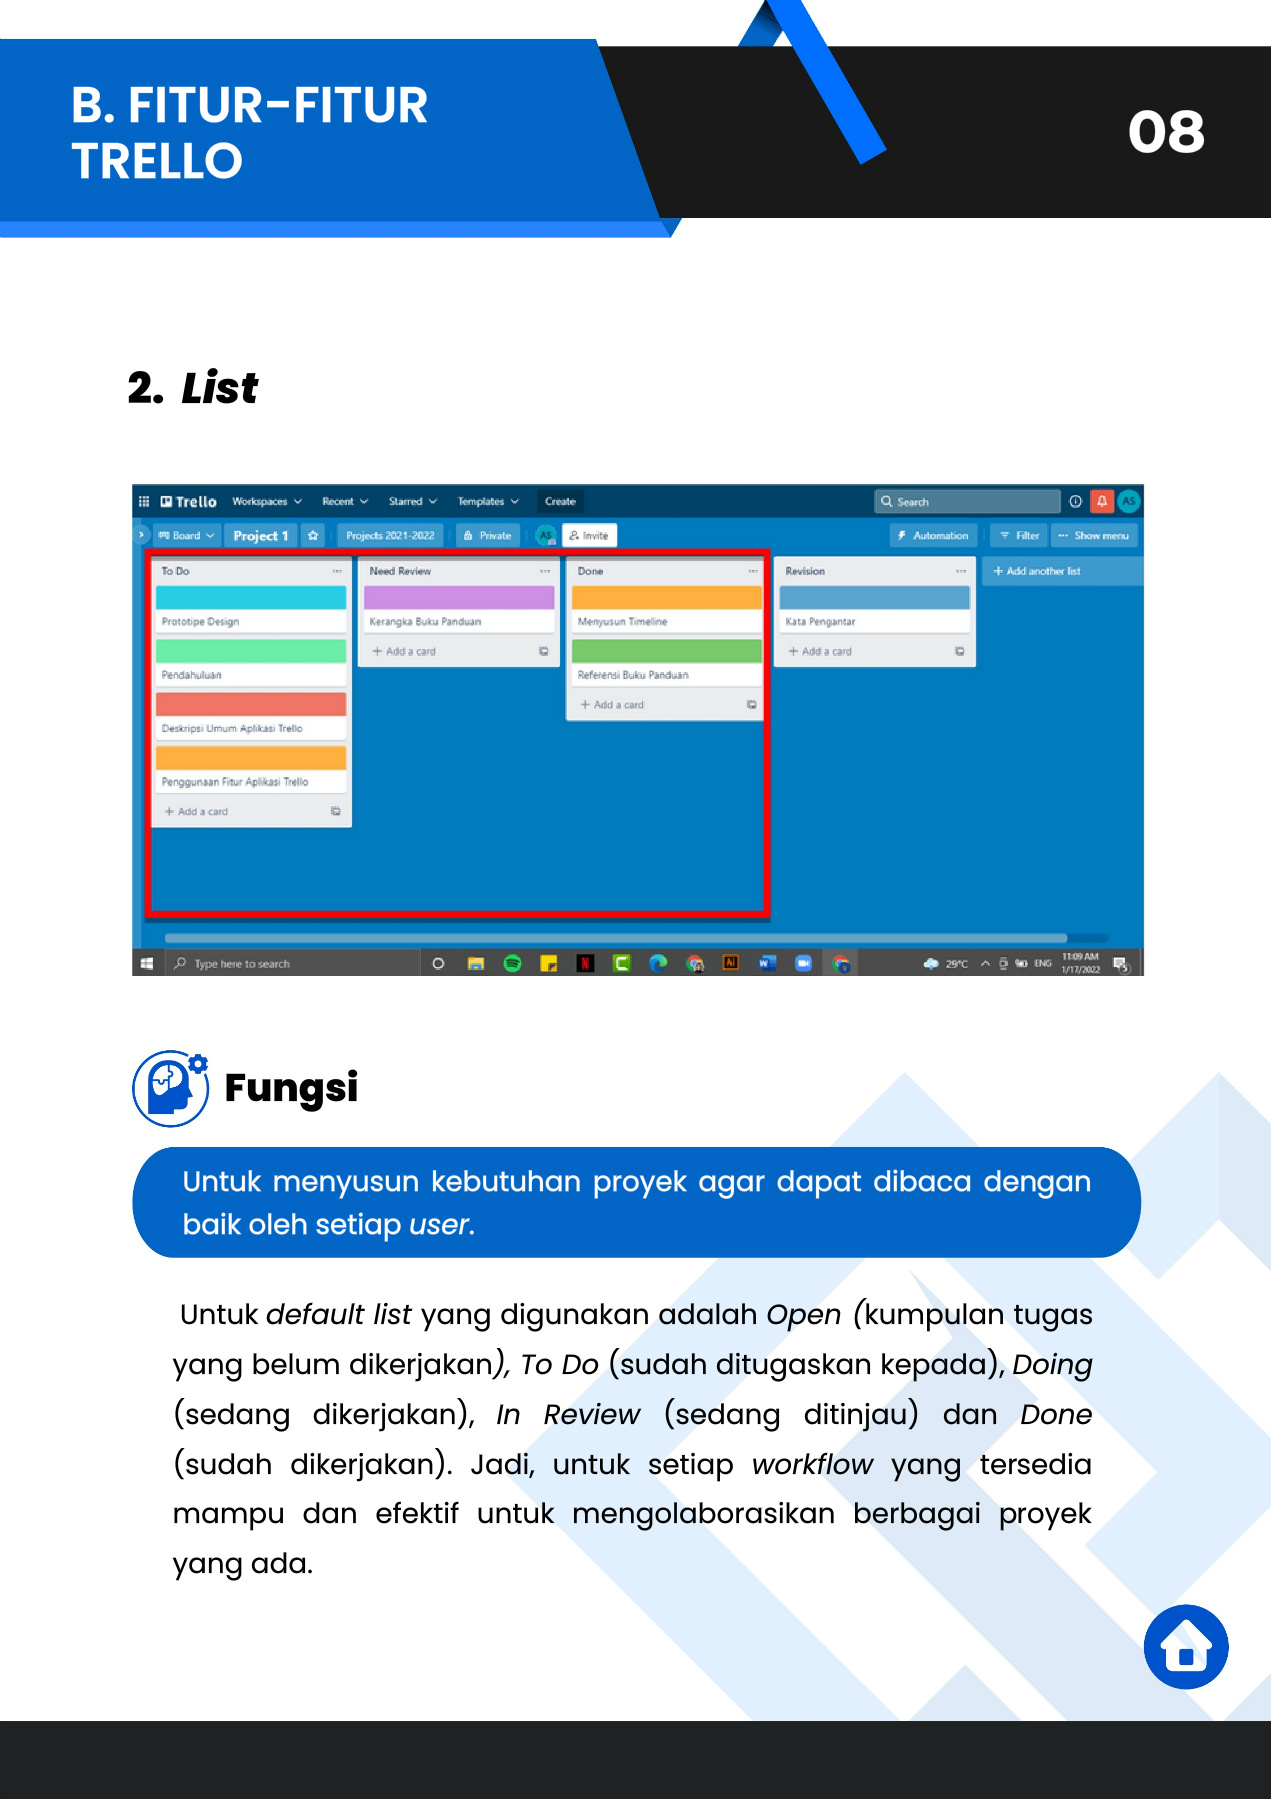 B. FITUR-FITUR
TRELLO
08
2. List
Trello Workspaces Recent Starred Templates Create Search AS
Board Project 1 Projects 2021-2022 Private AS Invite Automation Filter Show menu
To Do
Prototipe Design
Pendahuluan
Deskripsi Umum Aplikasi Trello
Penggunaan Fitur Aplikasi Trello
+ Add a card
Need Review
Kerangka Buku Panduan
+ Add a card
Done
Menyusun Timeline
Referensi Buku Panduan
+ Add a card
Revision
Kata Pengantar
+ Add a card
+ Add another list
Type here to search
29°C ENG
11:09 AM
1/17/2022
Fungsi
Untuk menyusun kebutuhan proyek agar dapat dibaca dengan
baik oleh setiap user.
Untuk default list yang digunakan adalah Open (kumpulan tugas
yang belum dikerjakan), To Do (sudah ditugaskan kepada), Doing
(sedang dikerjakan), In Review (sedang ditinjau) dan Done
(sudah dikerjakan). Jadi, untuk setiap workflow yang tersedia
mampu dan efektif untuk mengolaborasikan berbagai proyek
yang ada.